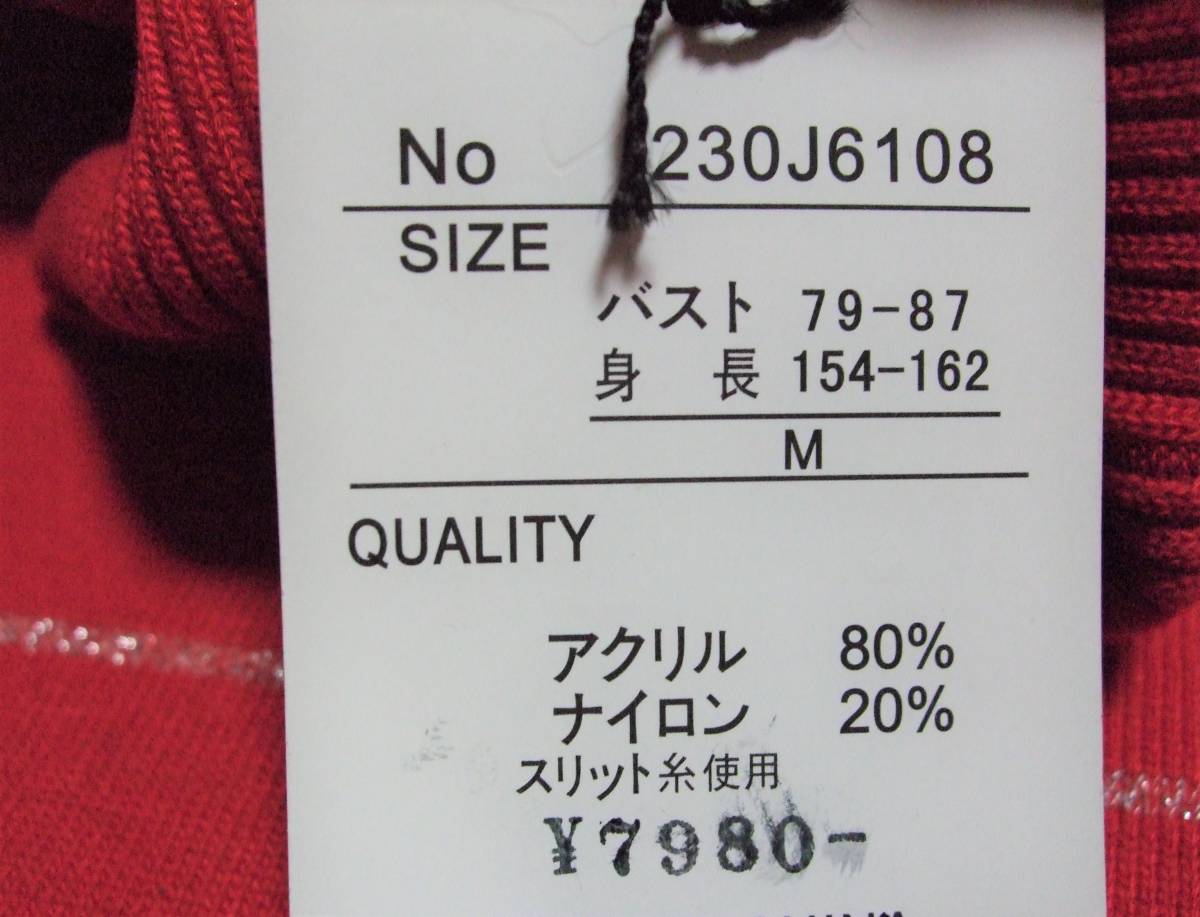 No 230J6108
SIZE
バスト 79-87
身 長 154-162
M
QUALITY
アクリル 80%
ナイロン 20%
スリット糸使用
¥7980-